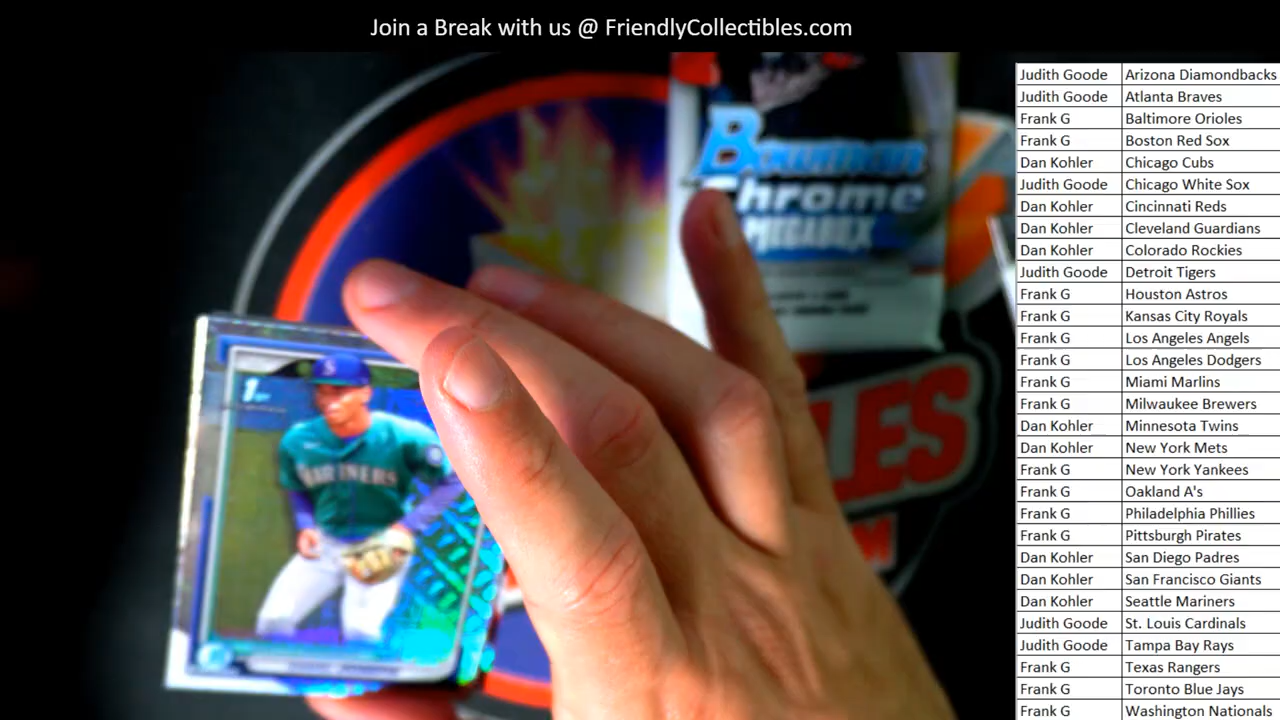 Join a Break with us @ FriendlyCollectibles.com
Bowman
Chrome
MEGABOX
1st
MARINERS
LES
M
Judith Goode Arizona Diamondbacks
Judith Goode Atlanta Braves
Frank G Baltimore Orioles
Frank G Boston Red Sox
Dan Kohler Chicago Cubs
Judith Goode Chicago White Sox
Dan Kohler Cincinnati Reds
Dan Kohler Cleveland Guardians
Dan Kohler Colorado Rockies
Judith Goode Detroit Tigers
Frank G Houston Astros
Frank G Kansas City Royals
Frank G Los Angeles Angels
Frank G Los Angeles Dodgers
Frank G Miami Marlins
Frank G Milwaukee Brewers
Dan Kohler Minnesota Twins
Dan Kohler New York Mets
Frank G New York Yankees
Frank G Oakland A's
Frank G Philadelphia Phillies
Frank G Pittsburgh Pirates
Dan Kohler San Diego Padres
Dan Kohler San Francisco Giants
Dan Kohler Seattle Mariners
Judith Goode St. Louis Cardinals
Judith Goode Tampa Bay Rays
Frank G Texas Rangers
Frank G Toronto Blue Jays
Frank G Washington Nationals